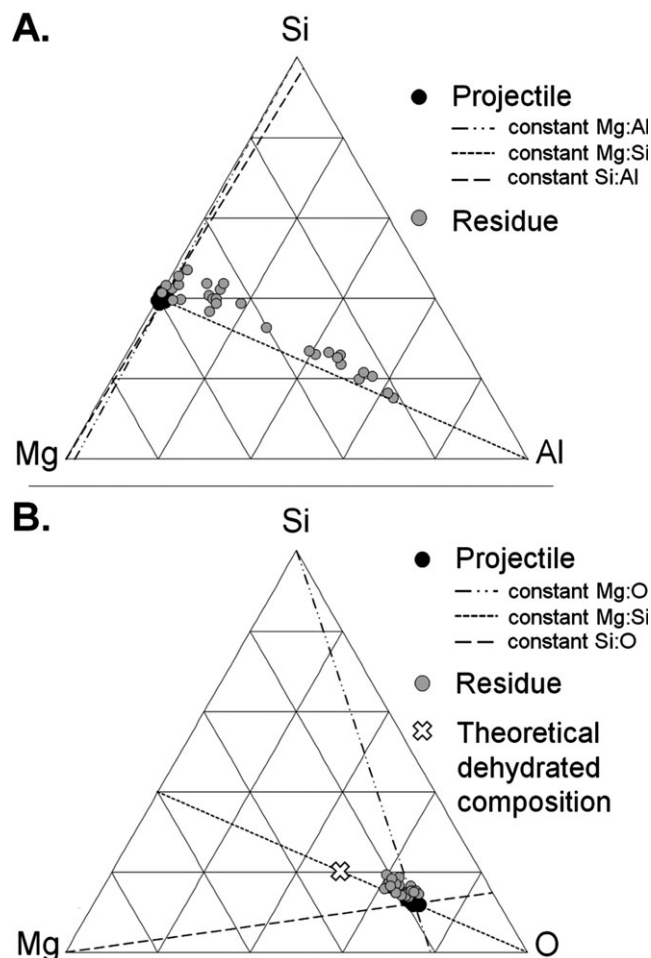 A.
Si
Projectile
constant Mg:Al
constant Mg:Si
constant Si:Al
Residue
Mg
Al
B.
Si
Projectile
constant Mg:O
constant Mg:Si
constant Si:O
Residue
Theoretical
dehydrated
composition
Mg
O